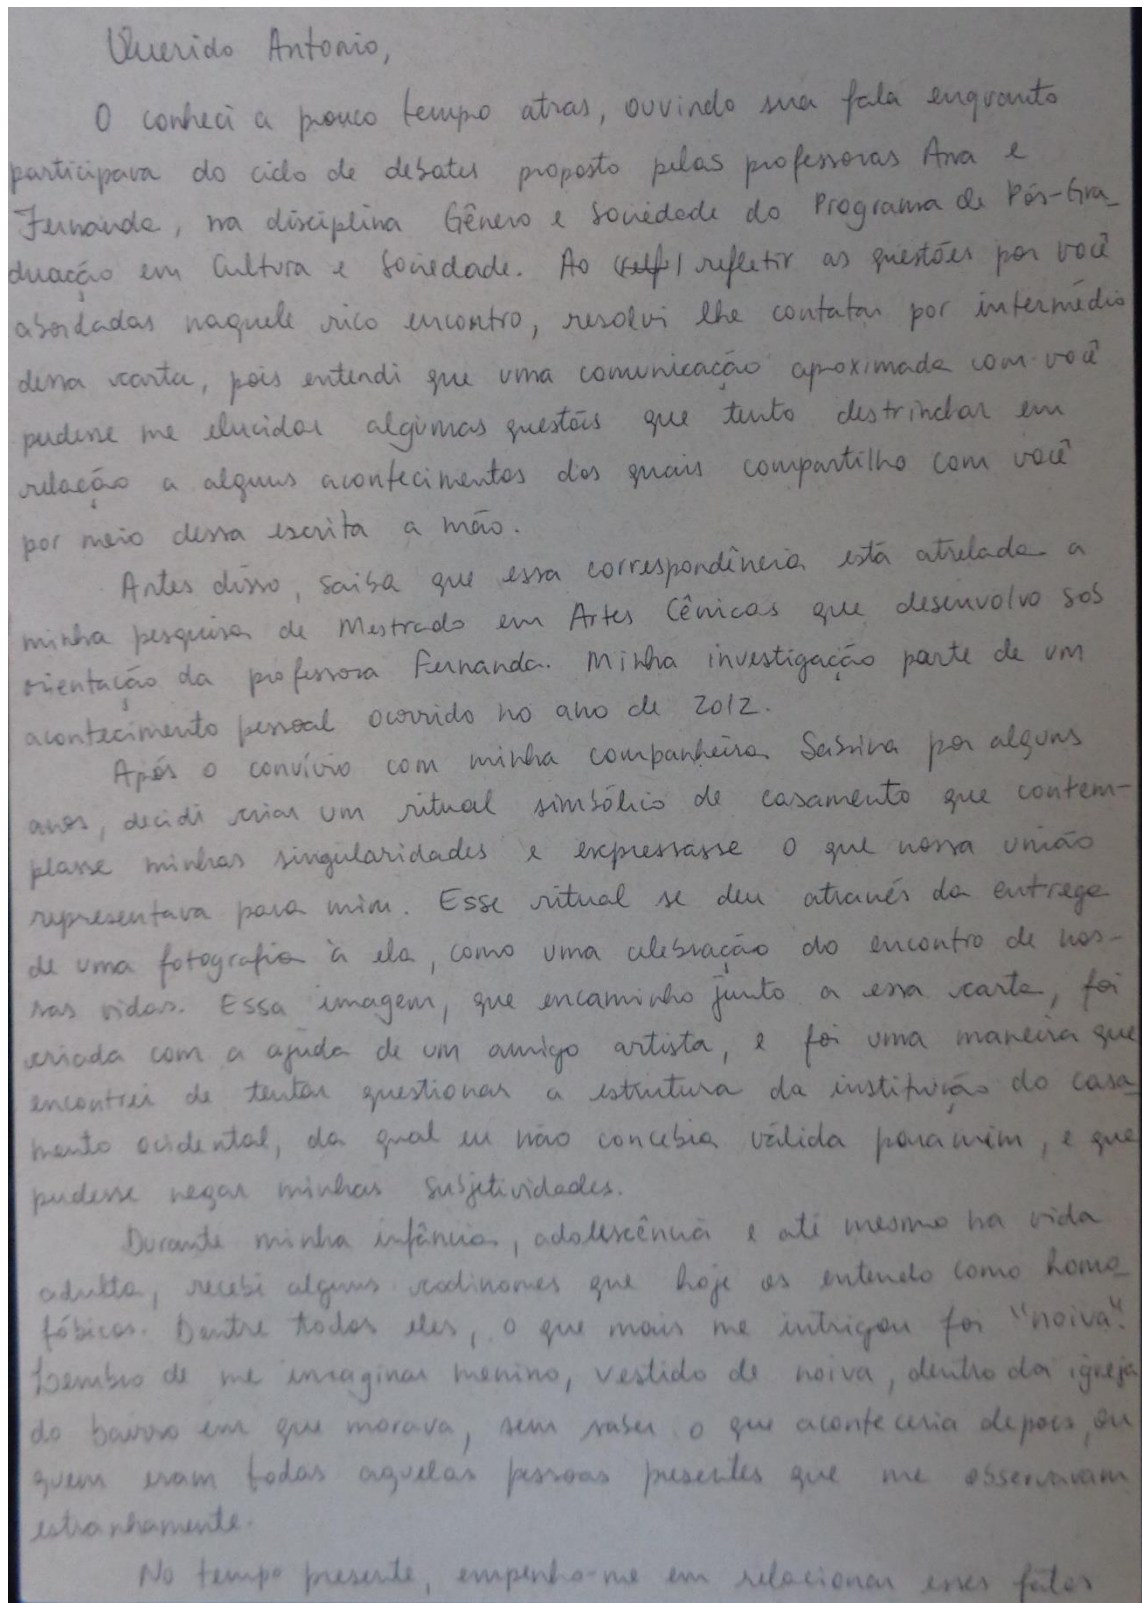 Querido Antonio,
O conheci a pouco tempo atras, ouvindo sua fala enquanto
participava do ciclo de debates proposto pelas professoras Ana e
Fernanda, na disciplina Gênero e Sociedade do Programa de Pós-Gra_
duação em Cultura e Sociedade. Ao refletir as questões por você
abordadas naquele rico encontro, resolvi lhe contatar por intermédio
dessa carta, pois entendi que uma comunicação aproximada com você
pudesse me elucidar algumas questões que tento destrinchar em
relação a alguns acontecimentos dos quais compartilho com você
por meio dessa escrita a mão.
Antes disso, saiba que essa correspondência está atrelada a
minha pesquisa de Mestrado em Artes Cênicas que desenvolvo sob
orientação da professora Fernanda. Minha investigação parte de um
acontecimento pessoal ocorrido no ano de 2012.
Após o convívio com minha companheira Sabrina por alguns
anos, decidi criar um ritual simbólico de casamento que contem-
plasse minhas singularidades e expressasse o que nossa união
representava para mim. Esse ritual se deu através da entrega
de uma fotografia à ela, como uma celebração do encontro de nos-
sas vidas. Essa imagem, que encaminho junto a essa carta, foi
criada com a ajuda de um amigo artista, e foi uma maneira que
encontrei de tentar questionar a estrutura da instituição do casa_
mento ocidental, da qual eu não concebia válida para mim, e que
pudesse negar minhas subjetividades.
Durante minha infância, adolescência e até mesmo na vida
adulta, recebi alguns codinomes que hoje os entendo como homo_
fóbicos. Dentre todos eles, o que mais me intrigou foi "noiva".
Lembro de me imaginar menino, vestido de noiva, dentro da igreja
do bairro em que morava, sem saber o que aconteceria depois, ou
quem eram todas aquelas pessoas presentes que me observavam
estranhamente.
No tempo presente, empenho-me em relacionar esses fatos